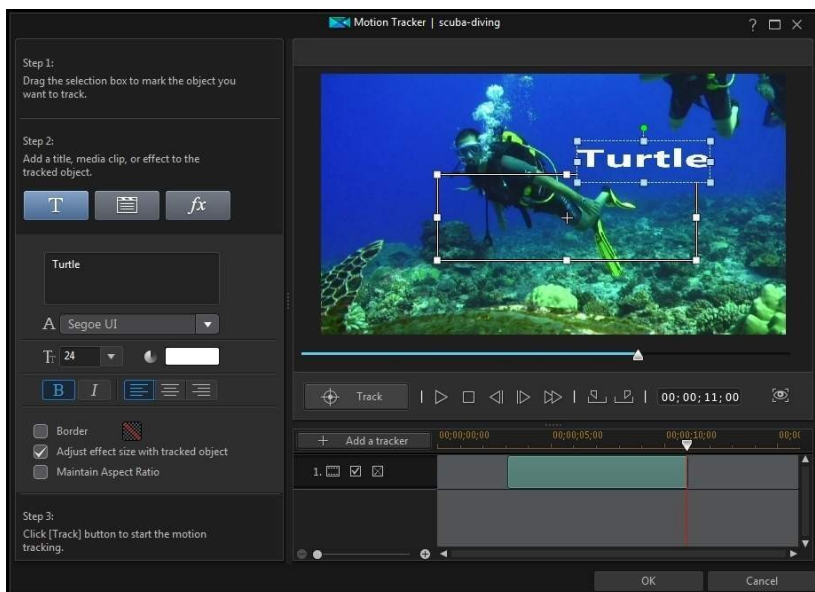 Motion Tracker | scuba-diving
Step 1:
Drag the selection box to mark the object you
want to track.
Step 2:
Add a title, media clip, or effect to the
tracked object.
T fx
Turtle
A Segoe UI
24
B I
Border
Adjust effect size with tracked object
Maintain Aspect Ratio
Step 3:
Click [Track] button to start the motion
tracking.
Turtle
Track
00;00;11;00
+ Add a tracker
00;00;00;00 00;00;05;00 00;00;10;00
1.
OK Cancel